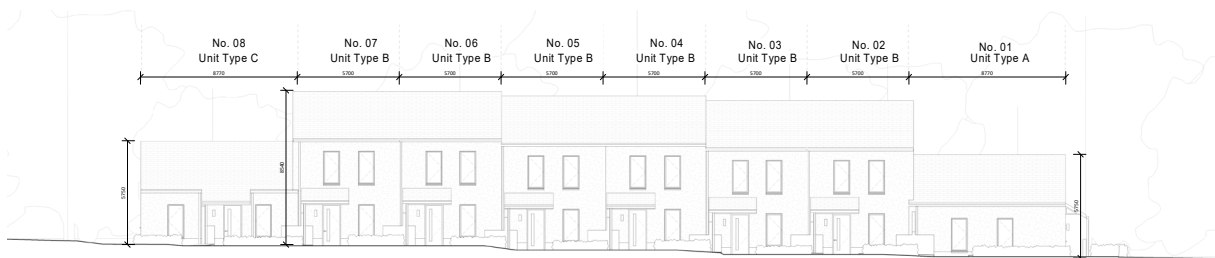 No. 08
Unit Type C
8770
No. 07
Unit Type B
5700
No. 06
Unit Type B
5700
No. 05
Unit Type B
5700
No. 04
Unit Type B
5700
No. 03
Unit Type B
5700
No. 02
Unit Type B
5700
No. 01
Unit Type A
8770
5750
8540
5750